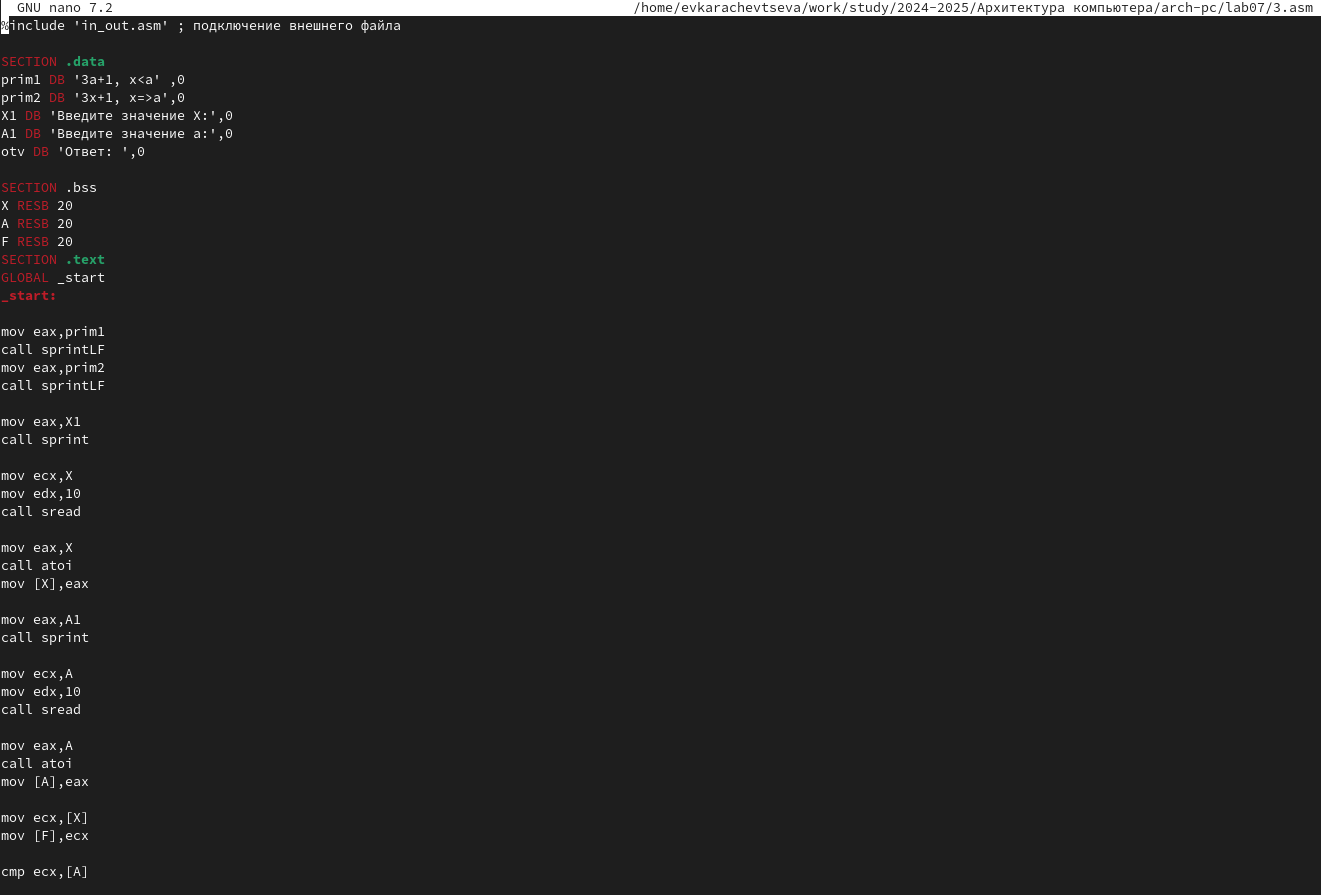 GNU nano 7.2 /home/evkarachevtseva/work/study/2024-2025/Архитектура компьютера/arch-pc/lab07/3.asm
%include 'in_out.asm' ; подключение внешнего файла
SECTION .data
prim1 DB '3a+1, x<a' ,0
prim2 DB '3x+1, x=>a',0
X1 DB 'Введите значение X:',0
A1 DB 'Введите значение a:',0
otv DB 'Ответ: ',0
SECTION .bss
X RESB 20
A RESB 20
F RESB 20
SECTION .text
GLOBAL _start
_start:
mov eax,prim1
call sprintLF
mov eax,prim2
call sprintLF
mov eax,X1
call sprint
mov ecx,X
mov edx,10
call sread
mov eax,X
call atoi
mov [X],eax
mov eax,A1
call sprint
mov ecx,A
mov edx,10
call sread
mov eax,A
call atoi
mov [A],eax
mov ecx,[X]
mov [F],ecx
cmp ecx,[A]